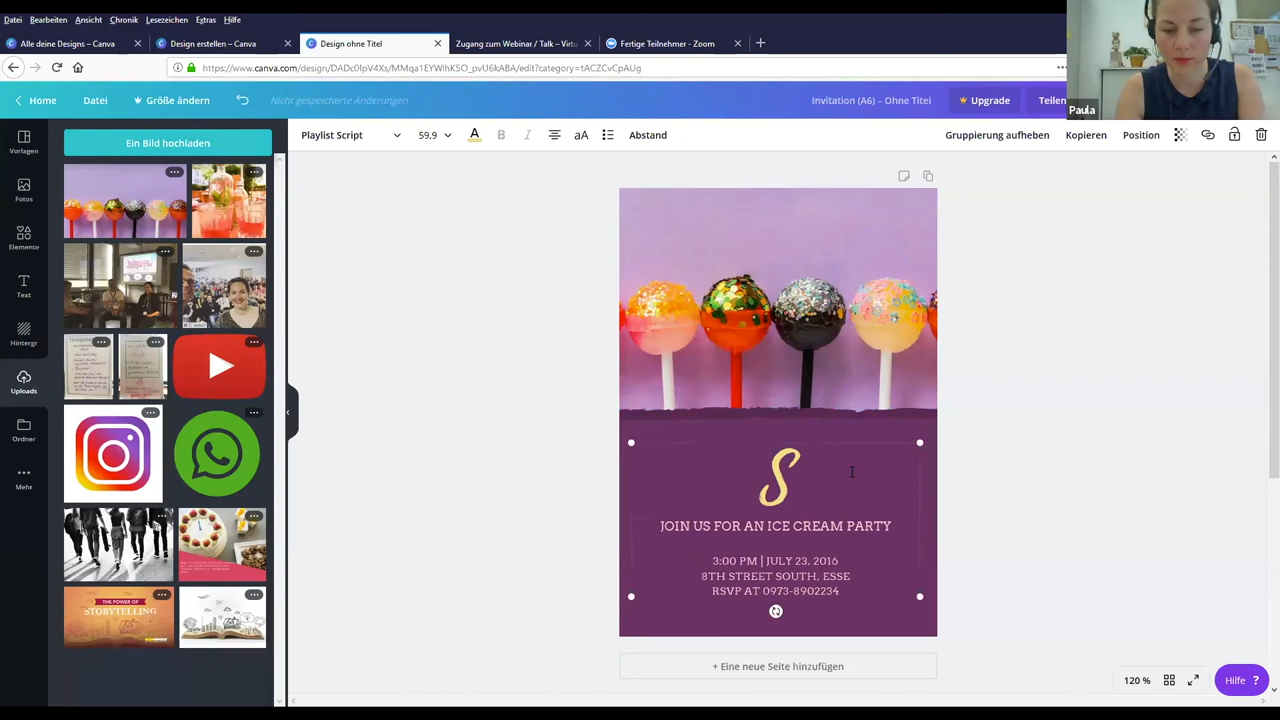 Datei Bearbeiten Ansicht Chronik Lesezeichen Extras Hilfe
Alle deine Designs – Canva
Design erstellen – Canva
Design ohne Titel
Zugang zum Webinar / Talk – Virtu
Fertige Teilnehmer - Zoom
https://www.canva.com/design/DADc0IpV4Xs/MMqa1EYWIhK5O_pvU6kABA/edit?category=tACZCvCpAUg
Home Datei Größe ändern Nicht gespeicherte Änderungen Invitation (A6) – Ohne Titel Upgrade Teilen
Paula
Playlist Script 59.9 A B I aA Abstand Gruppierung aufheben Kopieren Position
Ein Bild hochladen
Vorlagen
Fotos
Elemente
Text
Hintergr
Uploads
Ordner
Mehr
THE POWER OF
STORYTELLING
S
JOIN US FOR AN ICE CREAM PARTY
3:00 PM | JULY 23, 2016
8TH STREET SOUTH, ESSE
RSVP AT 0973-8902234
+ Eine neue Seite hinzufügen
120 %
Hilfe ?